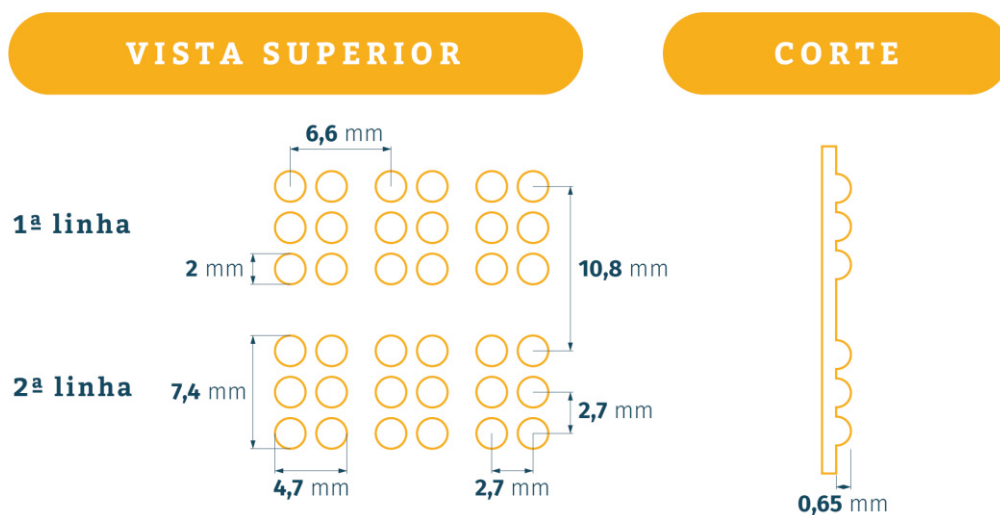 VISTA SUPERIOR
CORTE
6,6 mm
1ª linha
2 mm
10,8 mm
2ª linha
7,4 mm
2,7 mm
4,7 mm
2,7 mm
0,65 mm